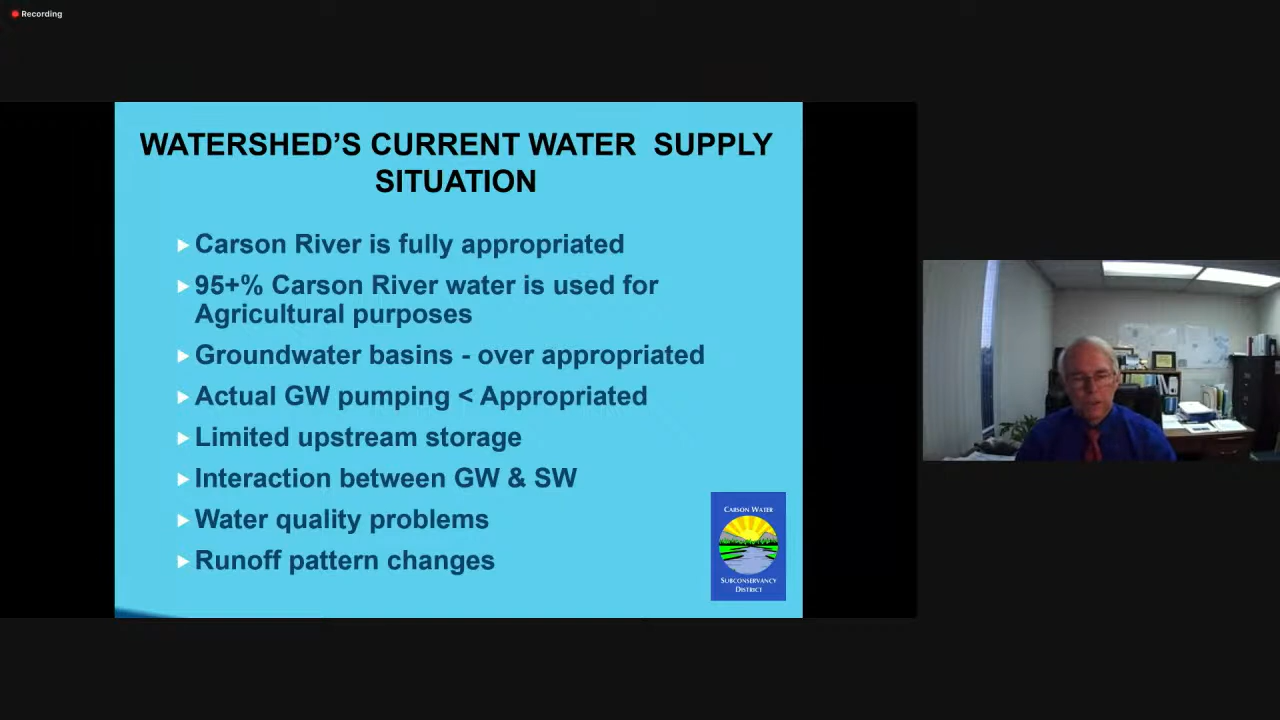 Recording
WATERSHED'S CURRENT WATER SUPPLY
SITUATION
Carson River is fully appropriated
95+% Carson River water is used for
Agricultural purposes
Groundwater basins - over appropriated
Actual GW pumping < Appropriated
Limited upstream storage
Interaction between GW & SW
Water quality problems
Runoff pattern changes
CARSON WATER
SUBCONSERVANCY
DISTRICT